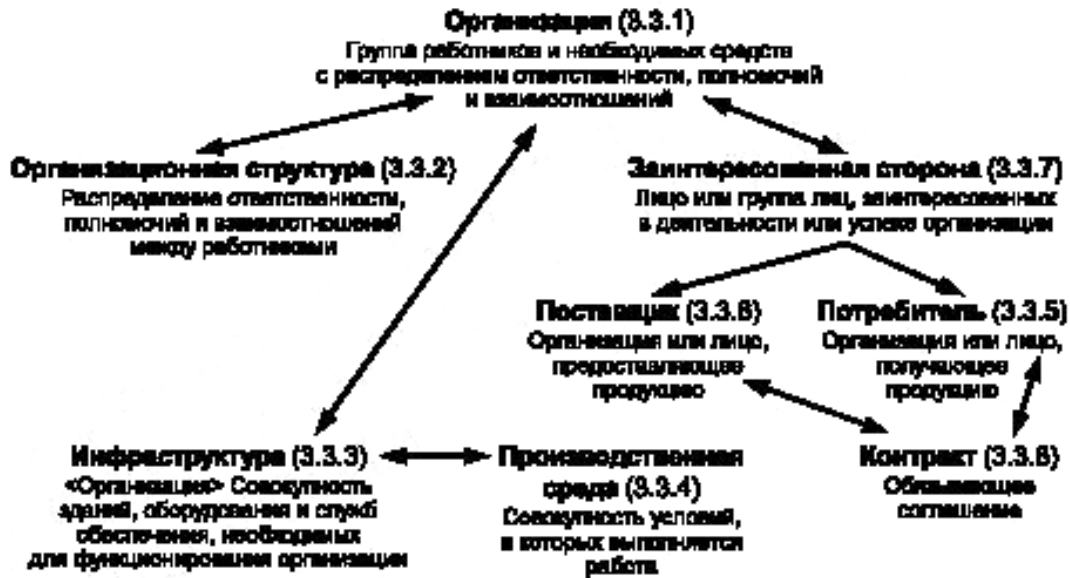 Организация (3.3.1)
Группа работников и необходимых средств
с распределением ответственности, полномочий
и взаимоотношений
Организационная структура (3.3.2)
Распределение ответственности,
полномочий и взаимоотношений
между работниками
Заинтересованная сторона (3.3.7)
Лицо или группа лиц, заинтересованных
в деятельности или успехе организации
Поставщик (3.3.6)
Организация или лицо,
предоставляющее
продукцию
Потребитель (3.3.5)
Организация или лицо,
получающее
продукцию
Инфраструктура (3.3.3)
<Организация> Совокупность
зданий, оборудования и служб
обеспечения, необходимых
для функционирования организации
Производственная
среда (3.3.4)
Совокупность условий,
в которых выполняется
работа
Контракт (3.3.8)
Обязывающее
соглашение